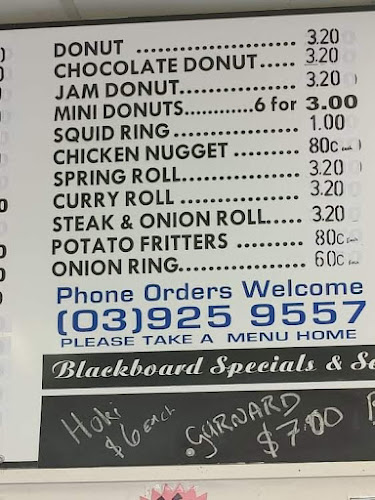 DONUT ........................ 3.20
CHOCOLATE DONUT..... 3.20
JAM DONUT.................. 3.20
MINI DONUTS............6 for 3.00
SQUID RING.................... 1.00
CHICKEN NUGGET .......... 80c
SPRING ROLL.................. 3.20
CURRY ROLL .................. 3.20
STEAK & ONION ROLL..... 3.20
POTATO FRITTERS .......... 80c Each
ONION RING................... 60c Each
Phone Orders Welcome
(03)925 9557
PLEASE TAKE A MENU HOME
Blackboard Specials & Se
Hoki GURNARD
$6 each $7.00